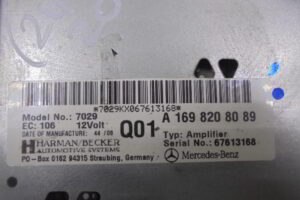 *7029KX067613168*
Model No.: 7029
EC: 106 12Volt
DATE OF MANUFACTURE 44/06
Q01
A 169 820 80 89
Typ: Amplifier
Serial No.: 67613168
HARMAN/BECKER
AUTOMOTIVE SYSTEMS
Mercedes-Benz
PO-Box 0162 94315 Straubing, Germany